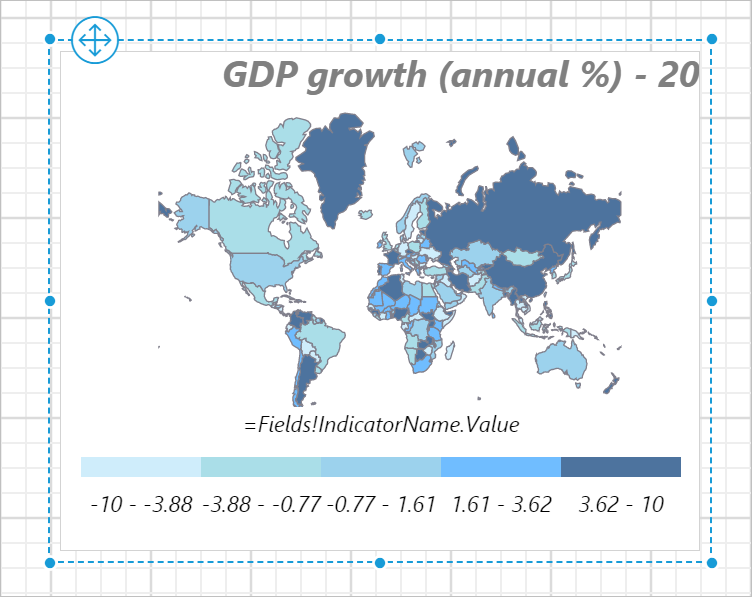 GDP growth (annual %) - 20
=Fields!IndicatorName.Value
-10 - -3.88 -3.88 - -0.77 -0.77 - 1.61 1.61 - 3.62 3.62 - 10